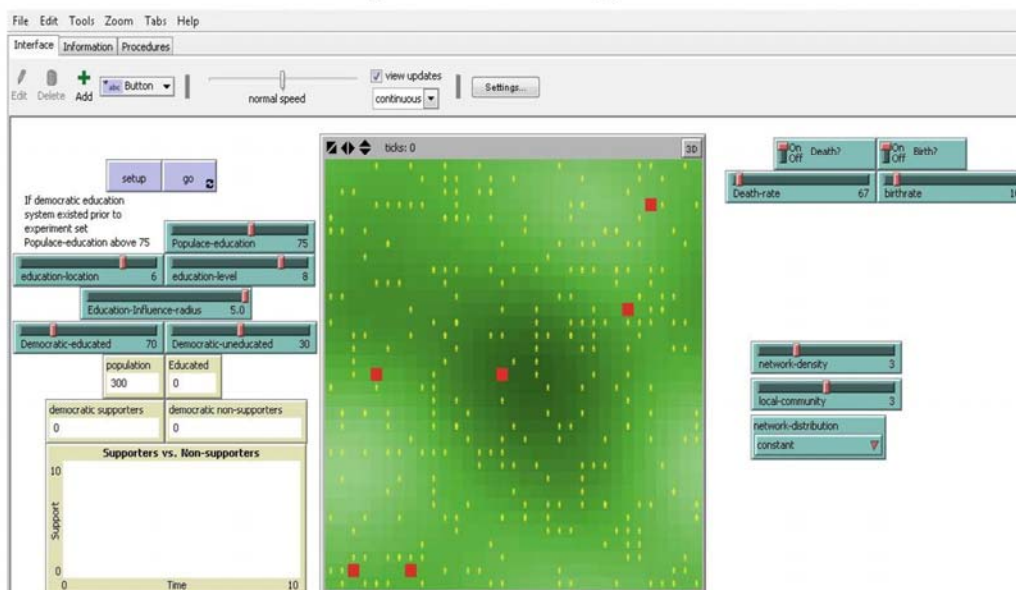 File Edit Tools Zoom Tabs Help
Interface Information Procedures
Edit Delete Add abc Button normal speed view updates continuous Settings...
ticks: 0 3D
setup go
If democratic education
system existed prior to
experiment set
Populace-education above 75
Populace-education 75
education-location 6 education-level 8
Education-Influence-radius 5.0
Democratic-educated 70 Democratic-uneducated 30
population Educated
300 0
democratic supporters democratic non-supporters
0 0
Supporters vs. Non-supporters
10
Support
0
0 Time 10
On Off Death? On Off Birth?
Death-rate 67 birthrate
network-density 3
local-community 3
network-distribution
constant